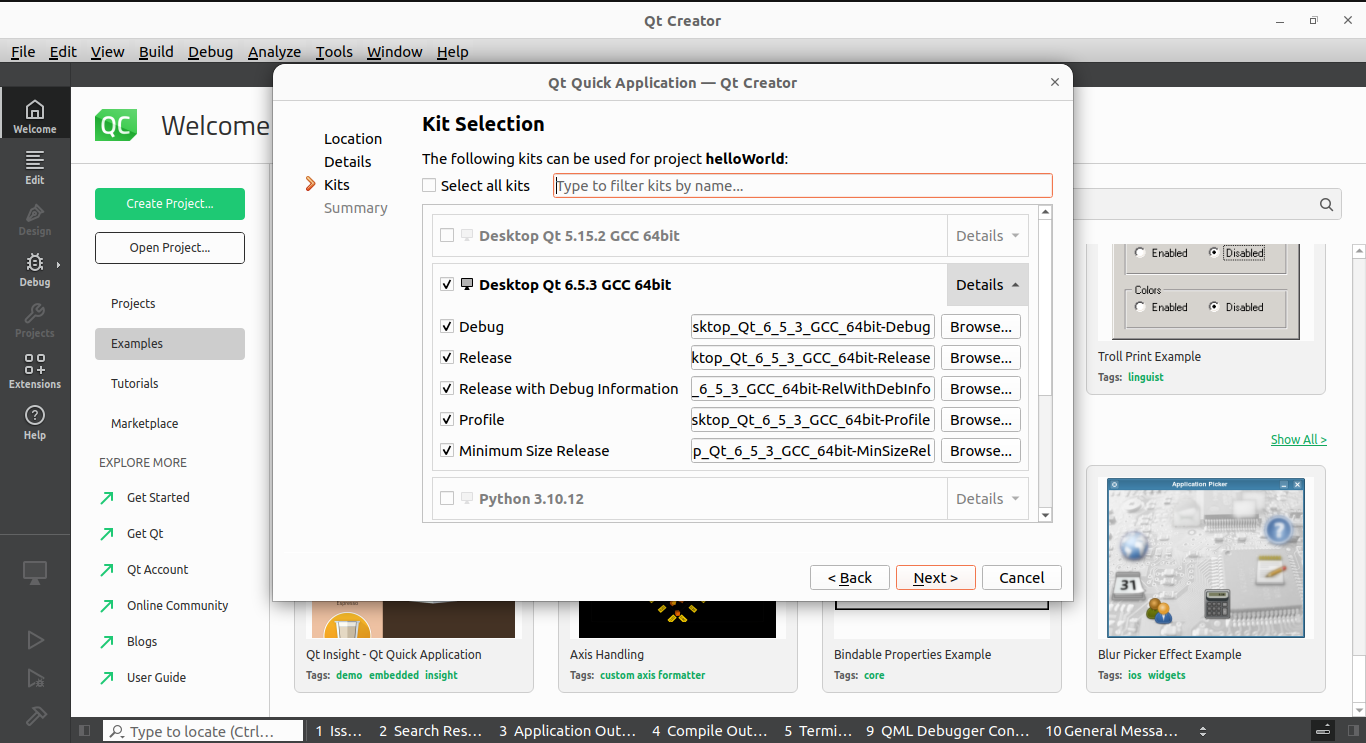 Qt Creator
File Edit View Build Debug Analyze Tools Window Help
Qt Quick Application — Qt Creator
Welcome
Edit
Design
Debug
Projects
Extensions
Help
QC Welcome
Create Project...
Open Project...
Projects
Examples
Tutorials
Marketplace
EXPLORE MORE
Get Started
Get Qt
Qt Account
Online Community
Blogs
User Guide
Location
Details
Kits
Summary
Kit Selection
The following kits can be used for project helloWorld:
Select all kits Type to filter kits by name...
Desktop Qt 5.15.2 GCC 64bit Details
Desktop Qt 6.5.3 GCC 64bit Details
Debug sktop_Qt_6_5_3_GCC_64bit-Debug Browse...
Release ktop_Qt_6_5_3_GCC_64bit-Release Browse...
Release with Debug Information _6_5_3_GCC_64bit-RelWithDebInfo Browse...
Profile sktop_Qt_6_5_3_GCC_64bit-Profile Browse...
Minimum Size Release p_Qt_6_5_3_GCC_64bit-MinSizeRel Browse...
Python 3.10.12 Details
< Back Next > Cancel
Enabled Disabled
Colors
Enabled Disabled
Troll Print Example
Tags: linguist
Show All >
Application Picker
31
Qt Insight - Qt Quick Application
Tags: demo embedded insight
Axis Handling
Tags: custom axis formatter
Bindable Properties Example
Tags: core
Blur Picker Effect Example
Tags: ios widgets
Type to locate (Ctrl... 1 Iss... 2 Search Res... 3 Application Out... 4 Compile Out... 5 Termi... 9 QML Debugger Con... 10 General Messa...